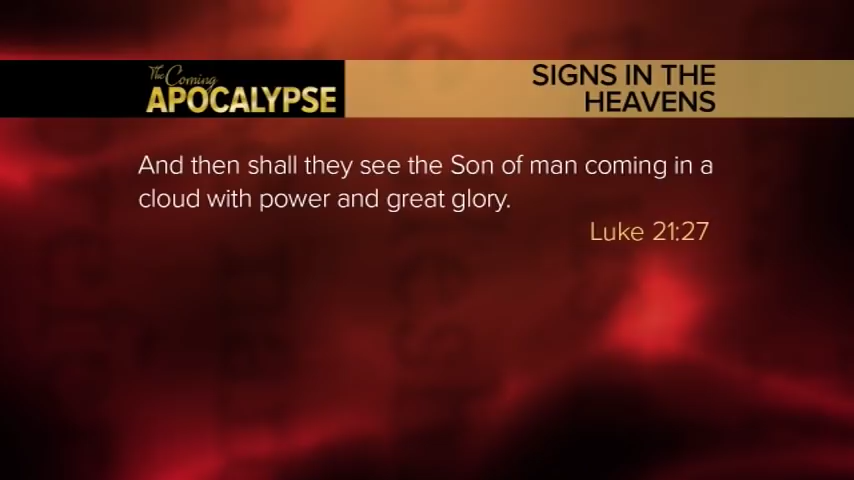 The Coming
APOCALYPSE
SIGNS IN THE
HEAVENS
And then shall they see the Son of man coming in a
cloud with power and great glory.
Luke 21:27